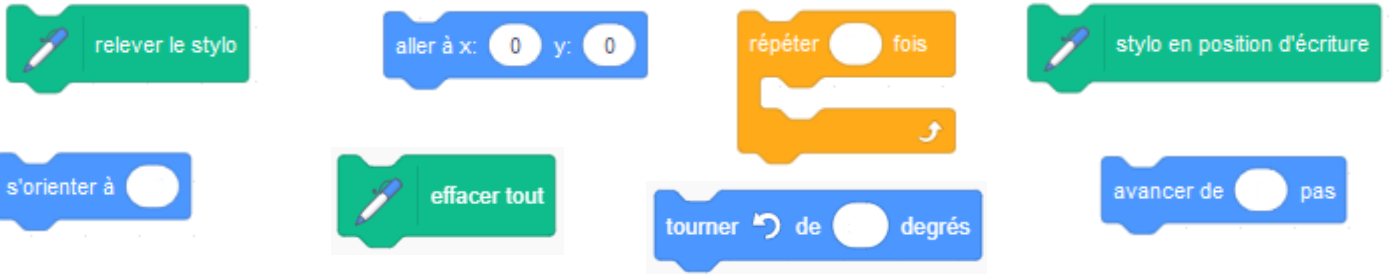 relever le stylo
aller à x: 0 y: 0
répéter fois
stylo en position d'écriture
s'orienter à
effacer tout
tourner de degrés
avancer de pas